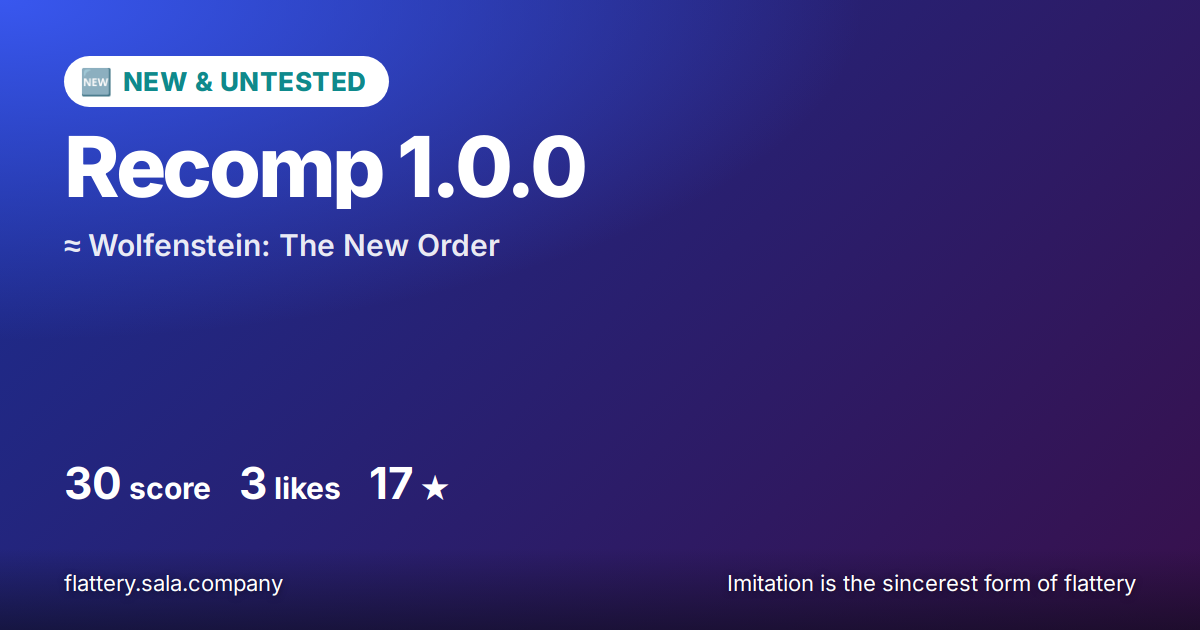 🆕 NEW & UNTESTED
Recomp 1.0.0
≈ Wolfenstein: The New Order
30 score 3 likes 17 ★
flattery.sala.company
Imitation is the sincerest form of flattery